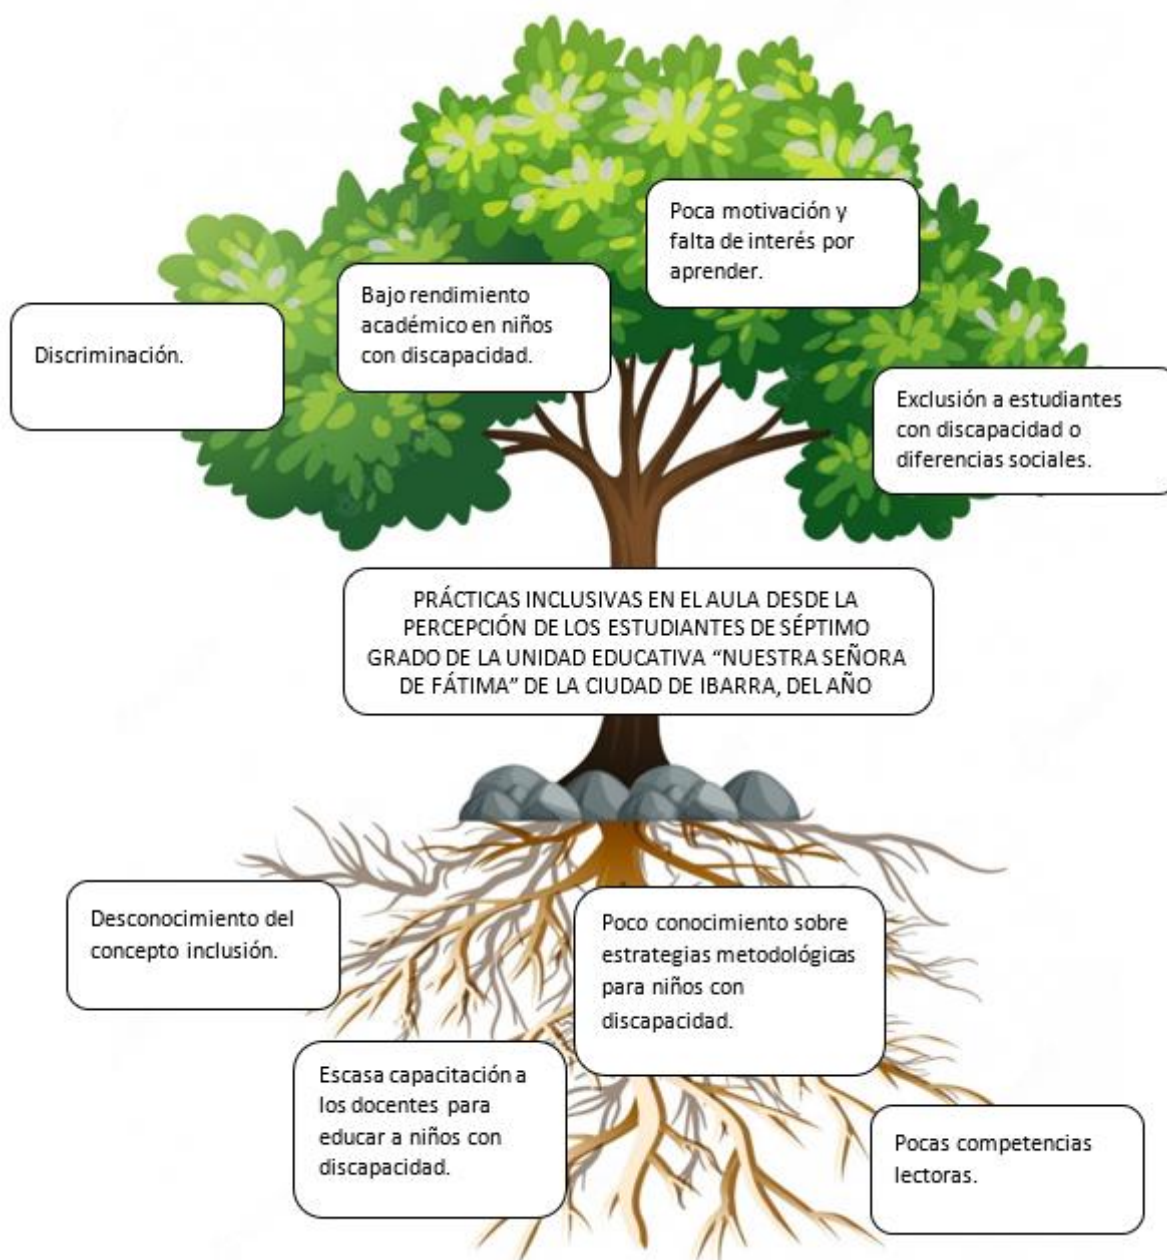 Poca motivación y
falta de interés por
aprender.
Bajo rendimiento
académico en niños
con discapacidad.
Discriminación.
Exclusión a estudiantes
con discapacidad o
diferencias sociales.
PRÁCTICAS INCLUSIVAS EN EL AULA DESDE LA
PERCEPCIÓN DE LOS ESTUDIANTES DE SÉPTIMO
GRADO DE LA UNIDAD EDUCATIVA “NUESTRA SEÑORA
DE FÁTIMA” DE LA CIUDAD DE IBARRA, DEL AÑO
Desconocimiento del
concepto inclusión.
Poco conocimiento sobre
estrategias metodológicas
para niños con
discapacidad.
Escasa capacitación a
los docentes para
educar a niños con
discapacidad.
Pocas competencias
lectoras.